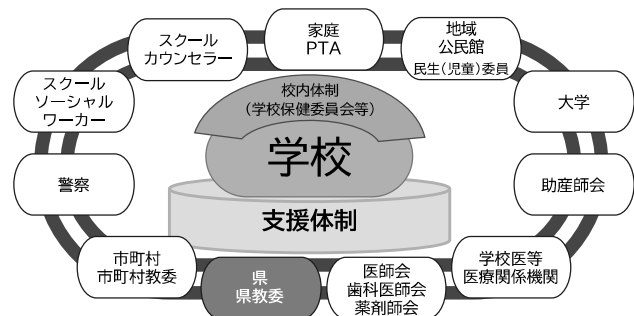 家庭
PTA
地域
公民館
民生(児童)委員
スクール
カウンセラー
スクール
ソーシャル
ワーカー
大学
校内体制
(学校保健委員会等)
学校
警察
助産師会
支援体制
市町村
市町村教委
県
県教委
医師会
歯科医師会
薬剤師会
学校医等
医療関係機関